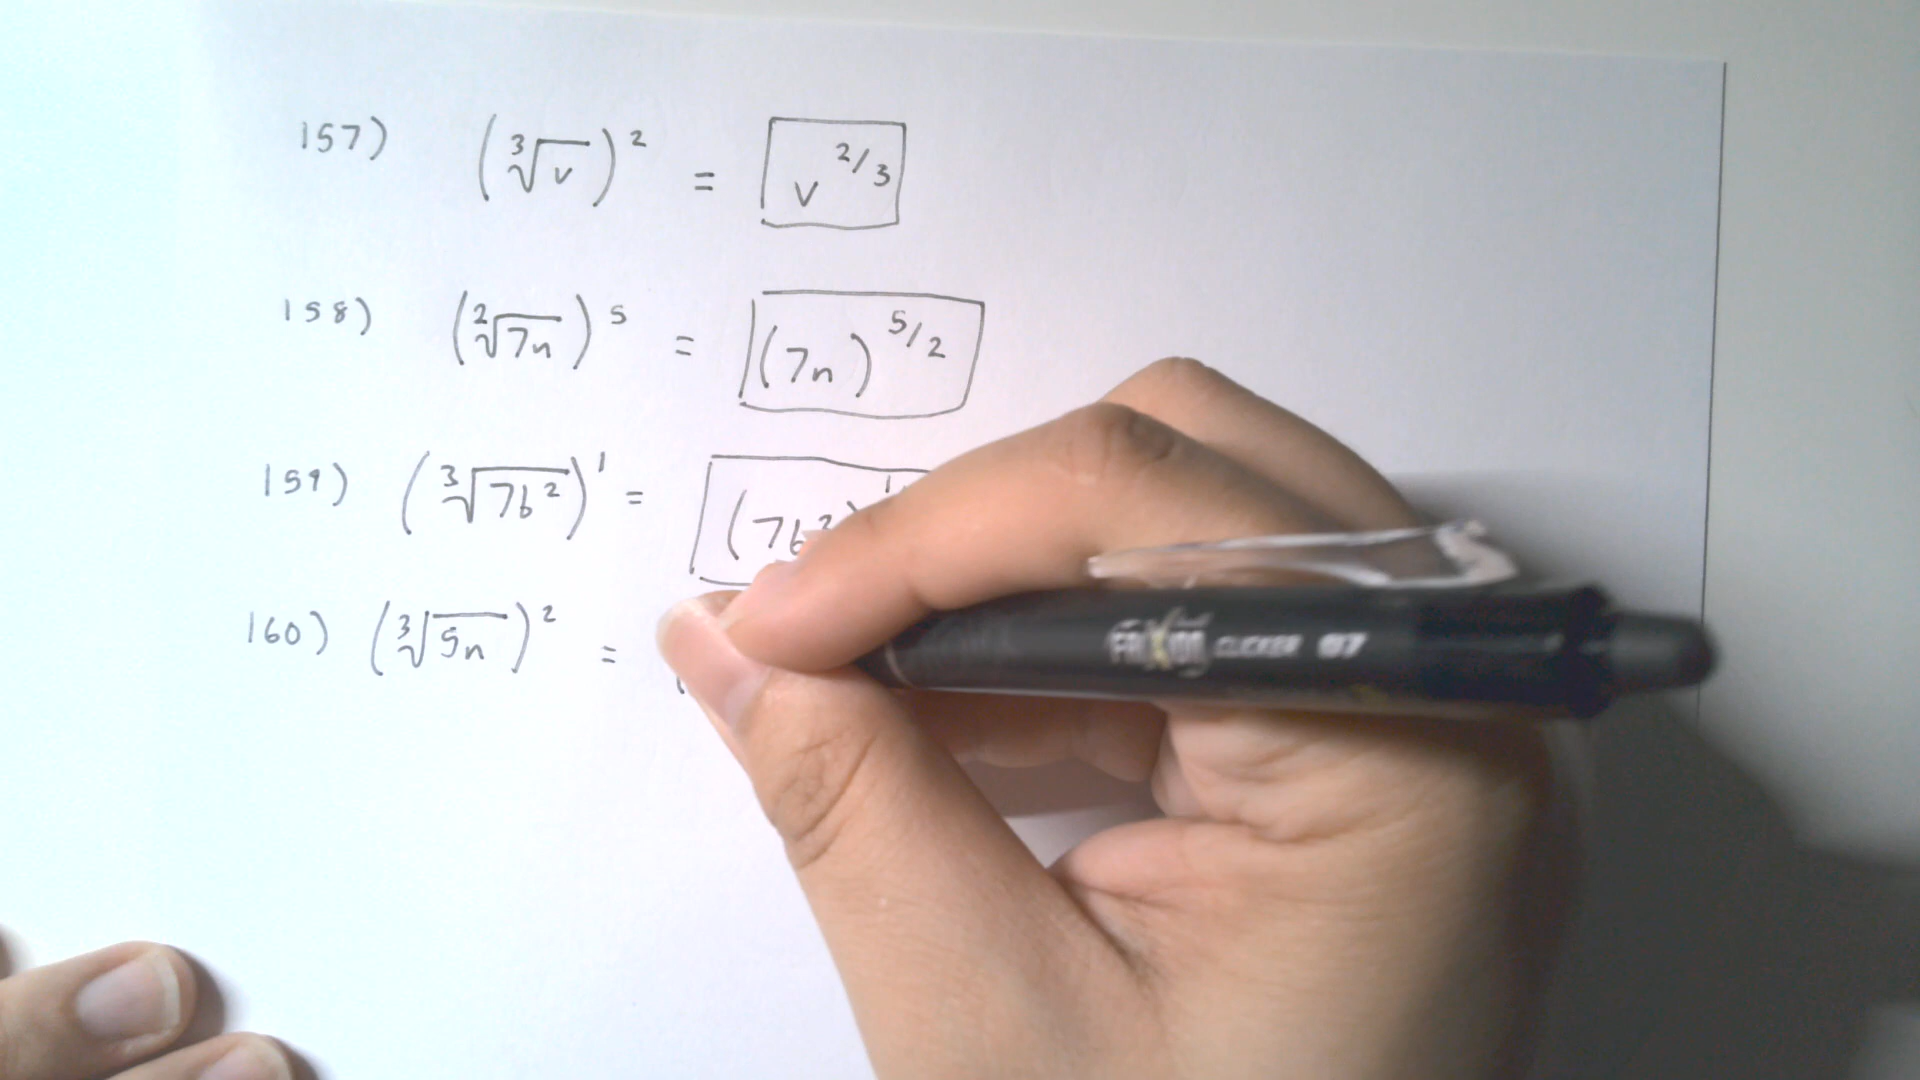 157) (∛v)² = v^2/3
158) (²√7n)⁵ = (7n)^5/2
159) (∛7b²)¹ = (7b²)
160) (∛5n)² =
FRIXION CLICKER 07